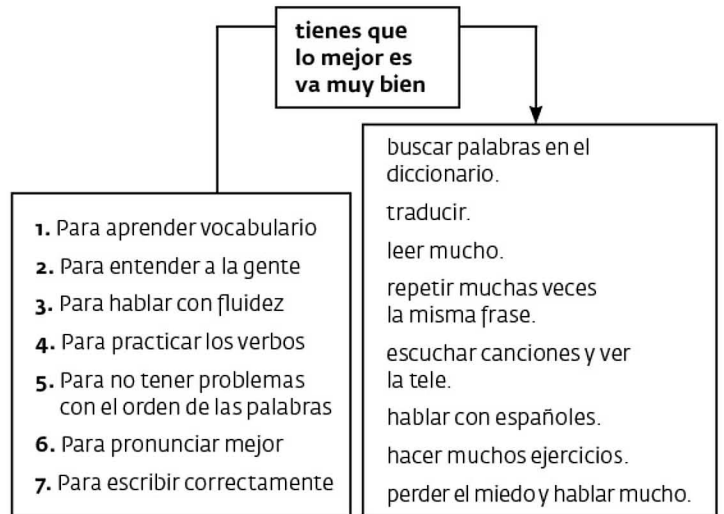 tienes que
lo mejor es
va muy bien
1. Para aprender vocabulario
2. Para entender a la gente
3. Para hablar con fluidez
4. Para practicar los verbos
5. Para no tener problemas
con el orden de las palabras
6. Para pronunciar mejor
7. Para escribir correctamente
buscar palabras en el
diccionario.
traducir.
leer mucho.
repetir muchas veces
la misma frase.
escuchar canciones y ver
la tele.
hablar con españoles.
hacer muchos ejercicios.
perder el miedo y hablar mucho.